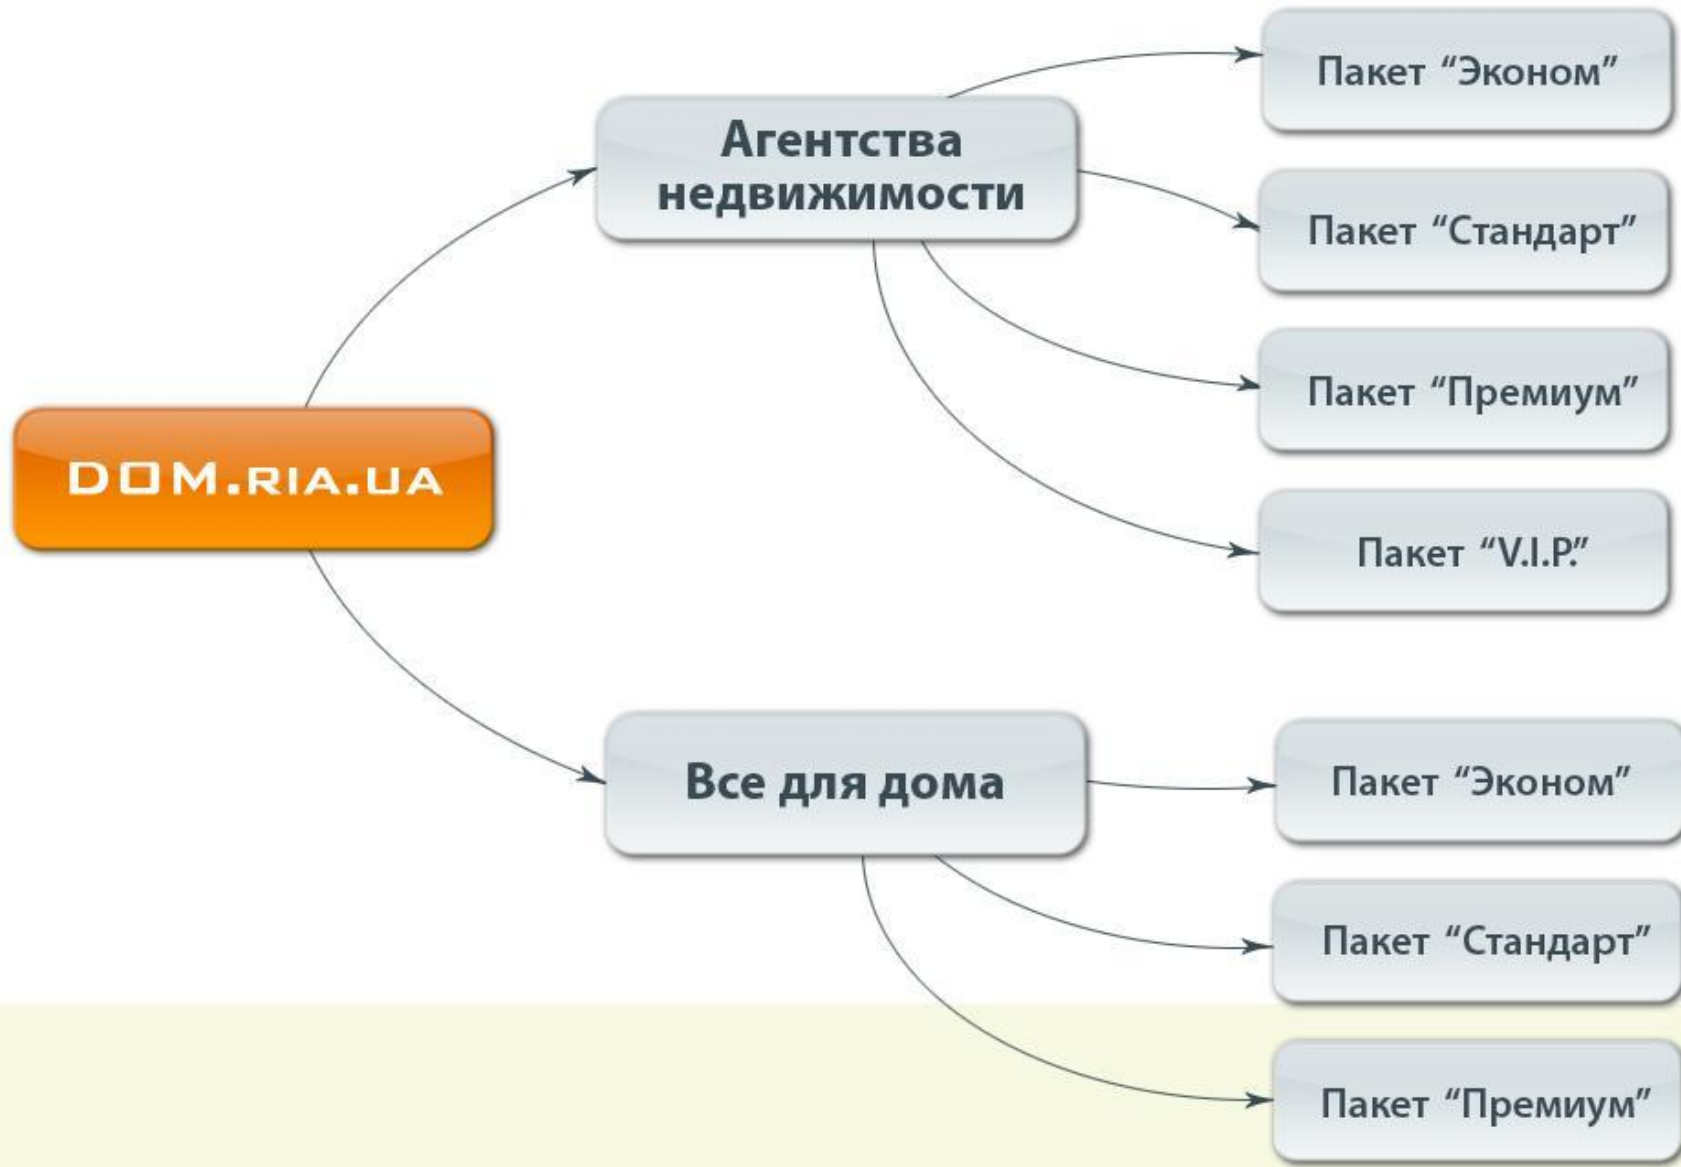 DOM.RIA.UA
Агентства
недвижимости
Пакет “Эконом”
Пакет “Стандарт”
Пакет “Премиум”
Пакет “V.I.P.”
Все для дома
Пакет “Эконом”
Пакет “Стандарт”
Пакет “Премиум”